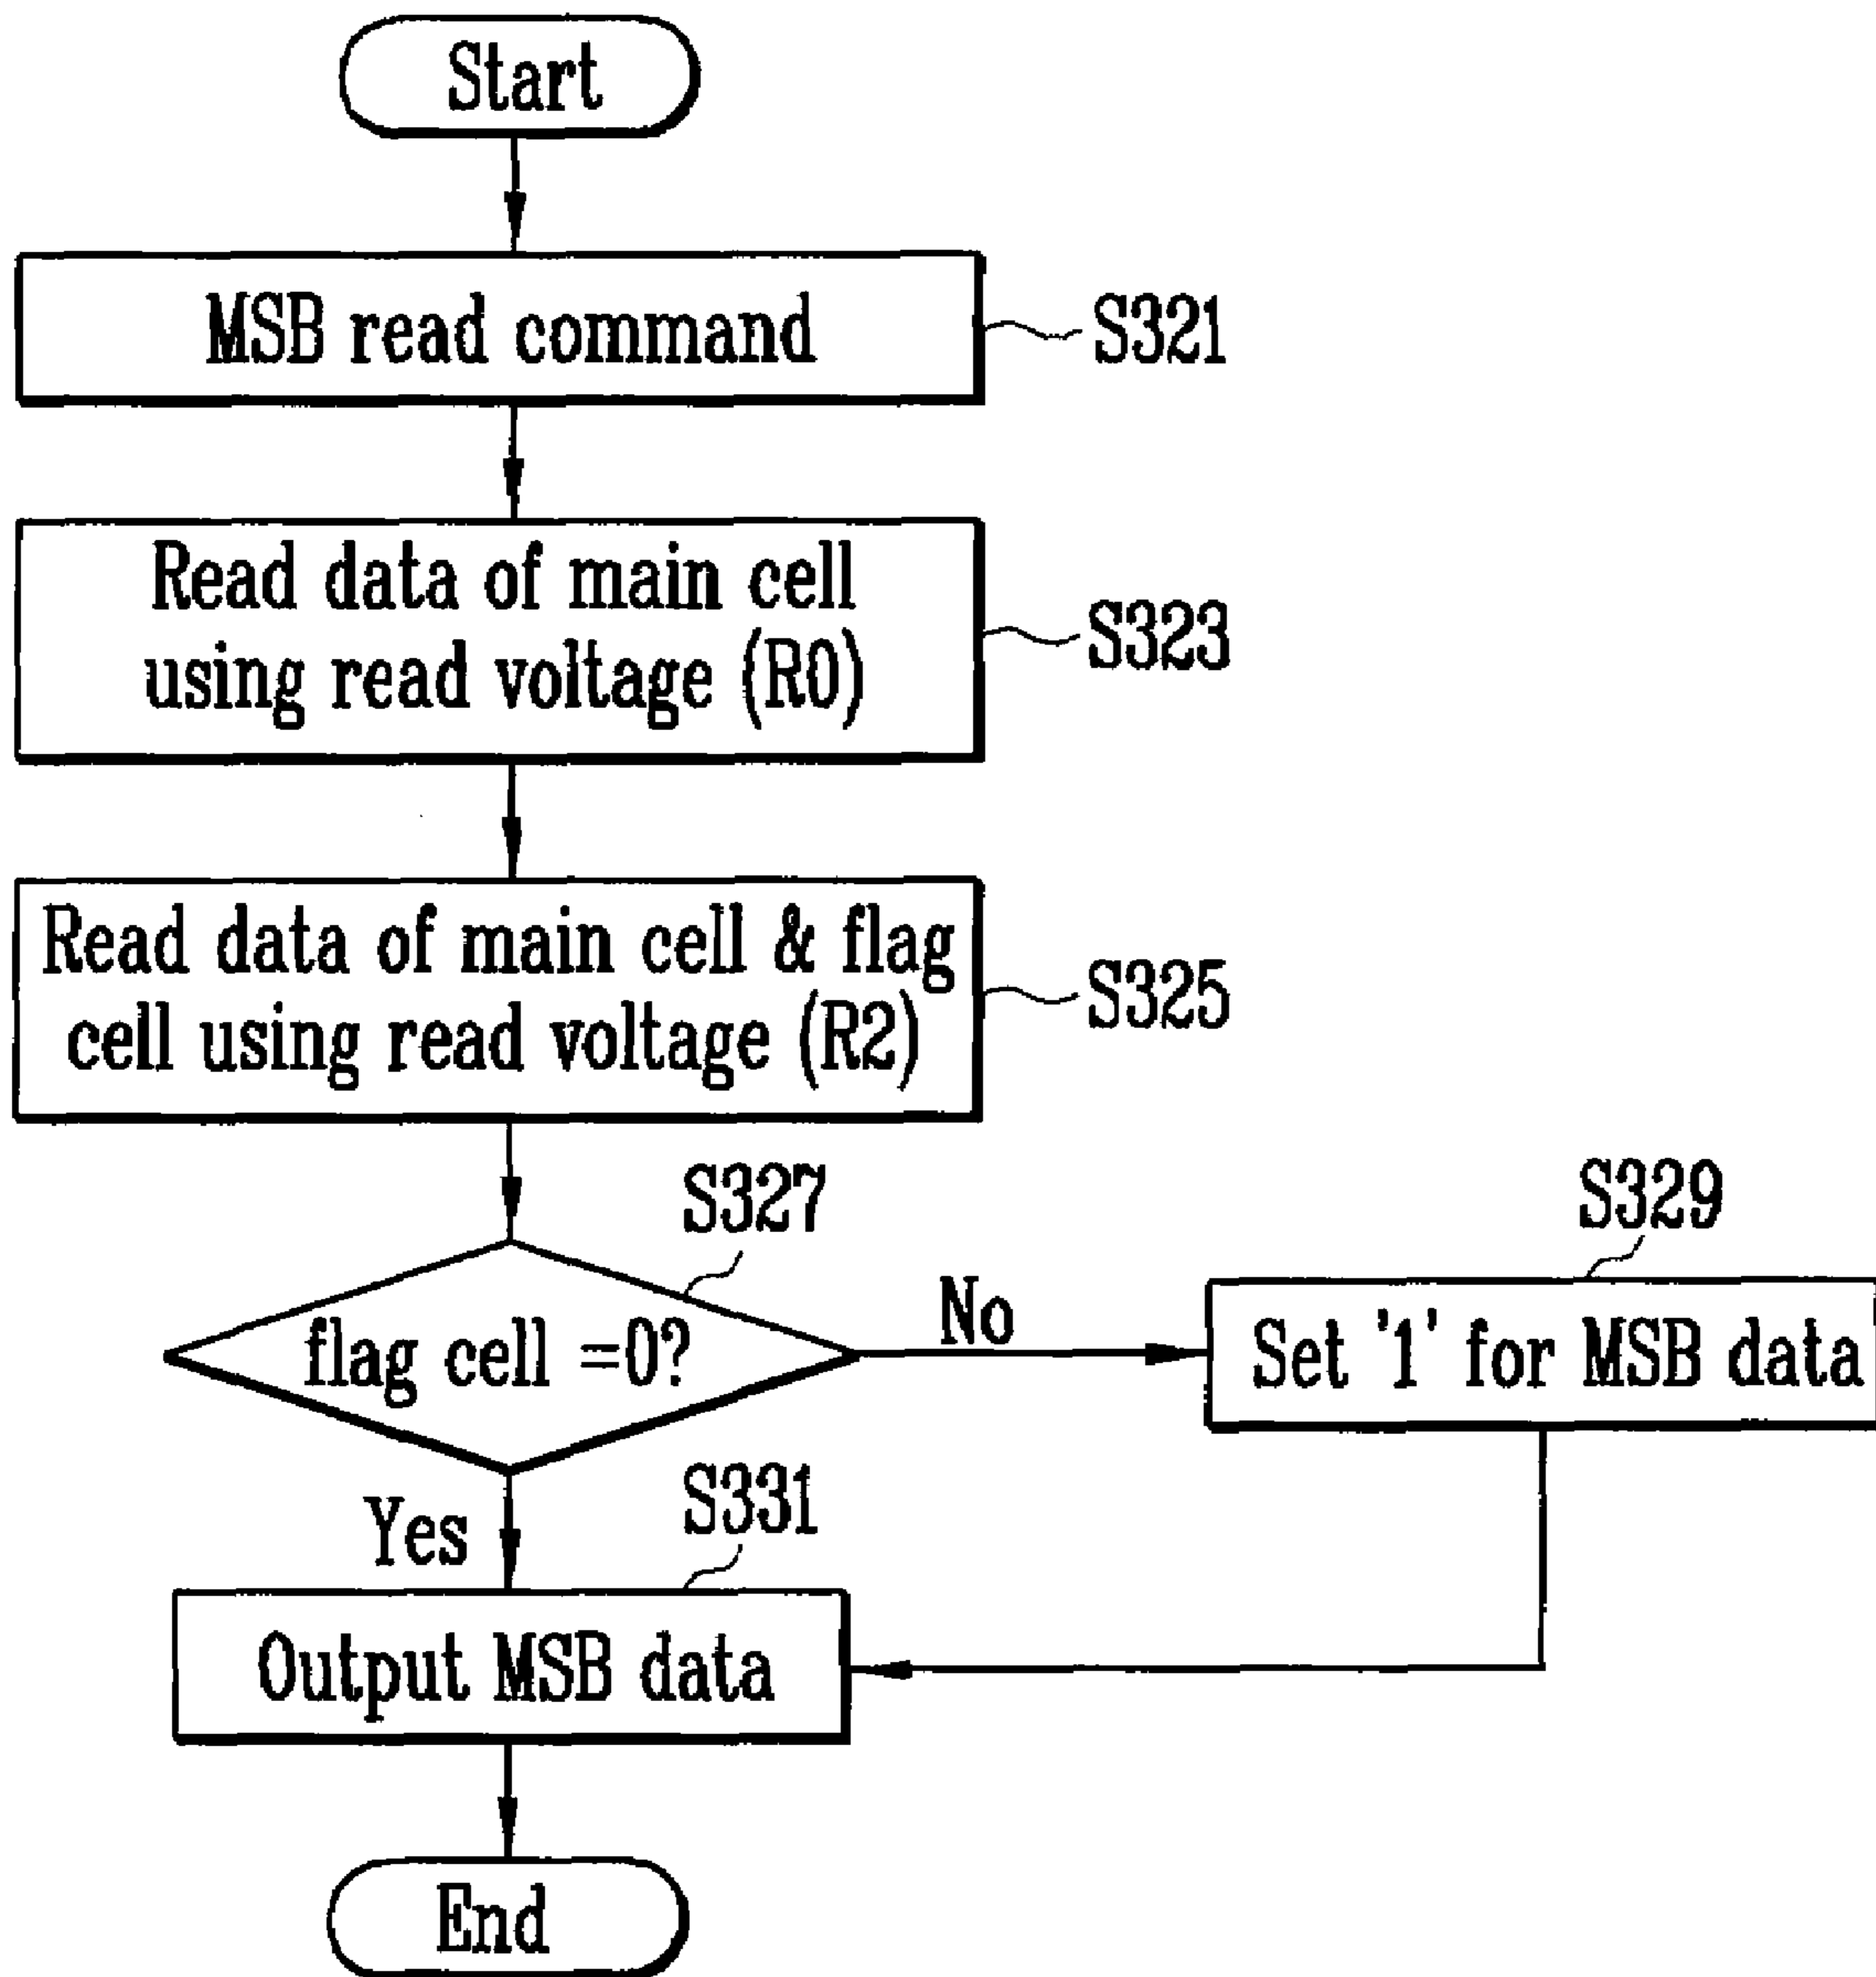 Start
MSB read command
S321
Read data of main cell
using read voltage (R0)
S323
Read data of main cell & flag
cell using read voltage (R2)
S325
S327
flag cell =0?
No
S329
Set '1' for MSB data
Yes
S331
Output MSB data
End